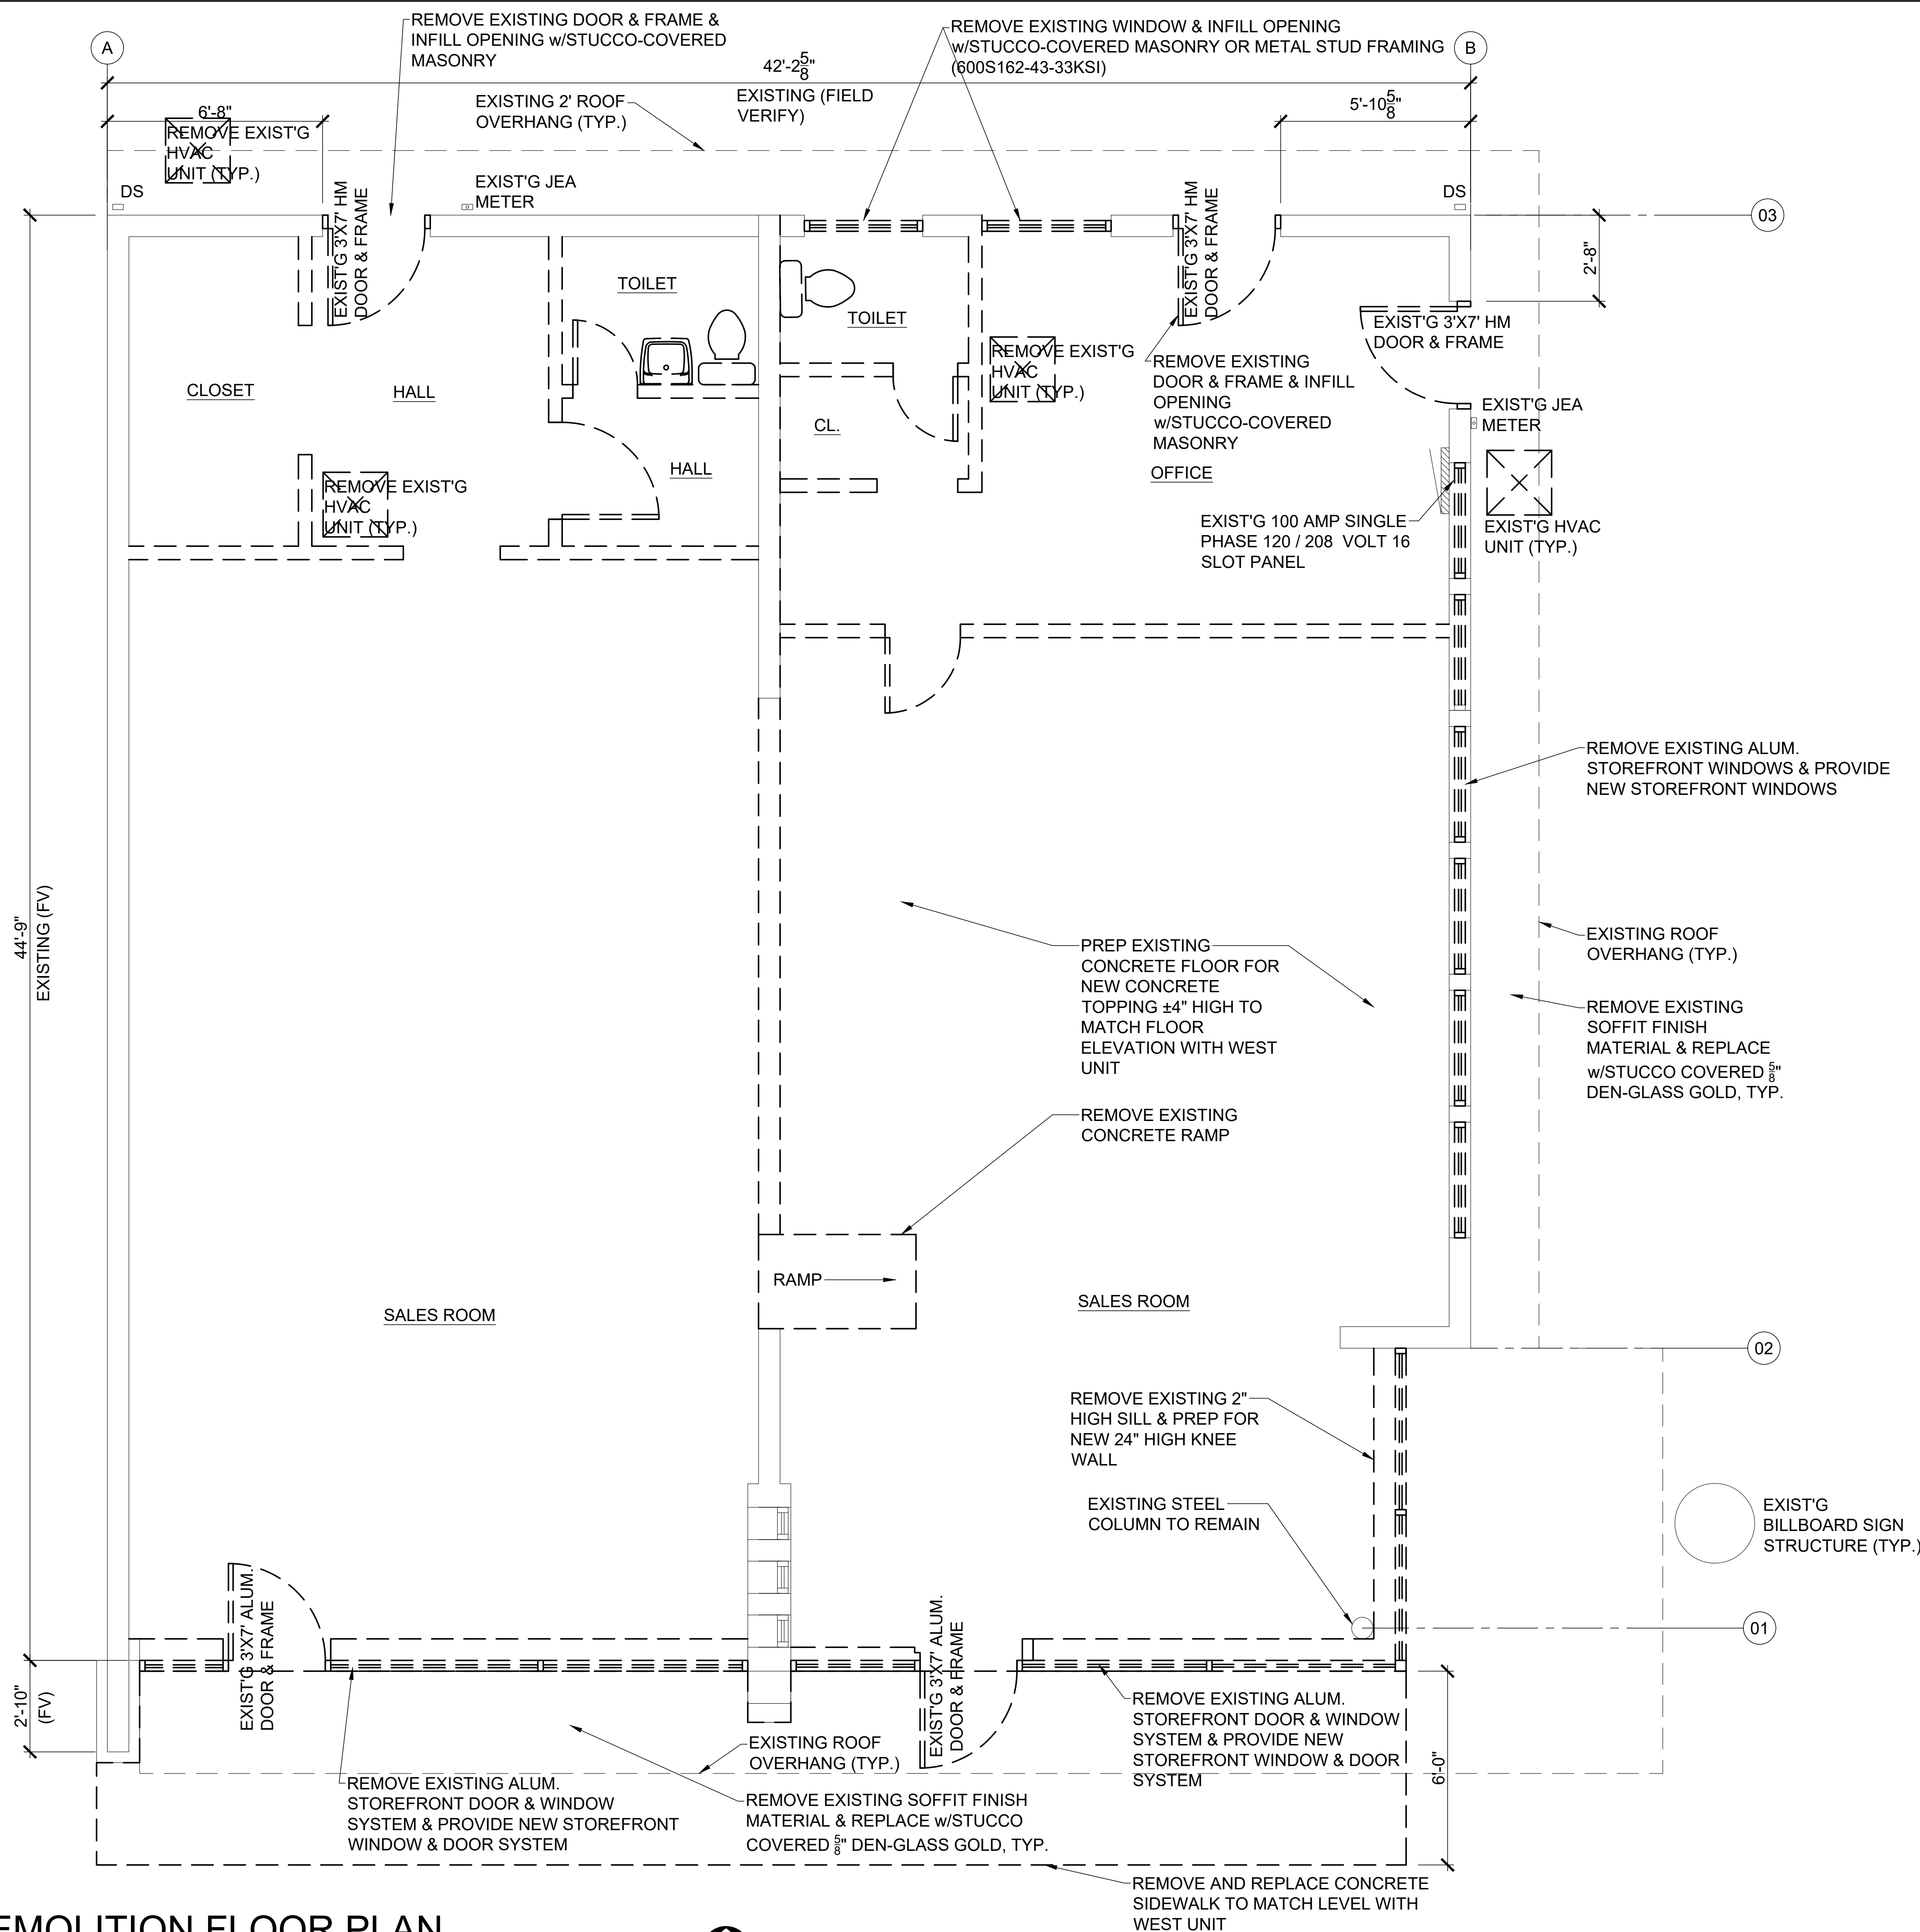 A
REMOVE EXISTING DOOR & FRAME &
INFILL OPENING w/STUCCO-COVERED
MASONRY
REMOVE EXISTING WINDOW & INFILL OPENING
w/STUCCO-COVERED MASONRY OR METAL STUD FRAMING
(600S162-43-33KSI)
B
42'-2 5/8"
EXISTING (FIELD
VERIFY)
EXISTING 2' ROOF
OVERHANG (TYP.)
6'-8"
REMOVE EXIST'G
HVAC
UNIT (TYP.)
5'-10 5/8"
DS
EXIST'G JEA
METER
DS
03
2'-8"
EXIST'G 3'X7' HM
DOOR & FRAME
EXIST'G 3'X7' HM
DOOR & FRAME
TOILET
TOILET
EXIST'G 3'X7' HM
DOOR & FRAME
CLOSET
HALL
REMOVE EXIST'G
HVAC
UNIT (TYP.)
REMOVE EXISTING
DOOR & FRAME & INFILL
OPENING
w/STUCCO-COVERED
MASONRY
EXIST'G JEA
METER
CL.
HALL
OFFICE
REMOVE EXIST'G
HVAC
UNIT (TYP.)
EXIST'G 100 AMP SINGLE
PHASE 120 / 208 VOLT 16
SLOT PANEL
EXIST'G HVAC
UNIT (TYP.)
REMOVE EXISTING ALUM.
STOREFRONT WINDOWS & PROVIDE
NEW STOREFRONT WINDOWS
44'-9"
EXISTING (FV)
PREP EXISTING
CONCRETE FLOOR FOR
NEW CONCRETE
TOPPING ±4" HIGH TO
MATCH FLOOR
ELEVATION WITH WEST
UNIT
EXISTING ROOF
OVERHANG (TYP.)
REMOVE EXISTING
SOFFIT FINISH
MATERIAL & REPLACE
w/STUCCO COVERED 5/8"
DEN-GLASS GOLD, TYP.
REMOVE EXISTING
CONCRETE RAMP
RAMP
SALES ROOM
SALES ROOM
02
REMOVE EXISTING 2"
HIGH SILL & PREP FOR
NEW 24" HIGH KNEE
WALL
EXISTING STEEL
COLUMN TO REMAIN
EXIST'G
BILLBOARD SIGN
STRUCTURE (TYP.)
01
EXIST'G 3'X7' ALUM.
DOOR & FRAME
EXIST'G 3'X7' ALUM.
DOOR & FRAME
2'-10"
(FV)
REMOVE EXISTING ALUM.
STOREFRONT DOOR & WINDOW
SYSTEM & PROVIDE NEW
STOREFRONT WINDOW & DOOR
SYSTEM
6'-0"
EXISTING ROOF
OVERHANG (TYP.)
REMOVE EXISTING ALUM.
STOREFRONT DOOR & WINDOW
SYSTEM & PROVIDE NEW STOREFRONT
WINDOW & DOOR SYSTEM
REMOVE EXISTING SOFFIT FINISH
MATERIAL & REPLACE w/STUCCO
COVERED 5/8" DEN-GLASS GOLD, TYP.
REMOVE AND REPLACE CONCRETE
SIDEWALK TO MATCH LEVEL WITH
WEST UNIT
EMOLITION FLOOR PLAN